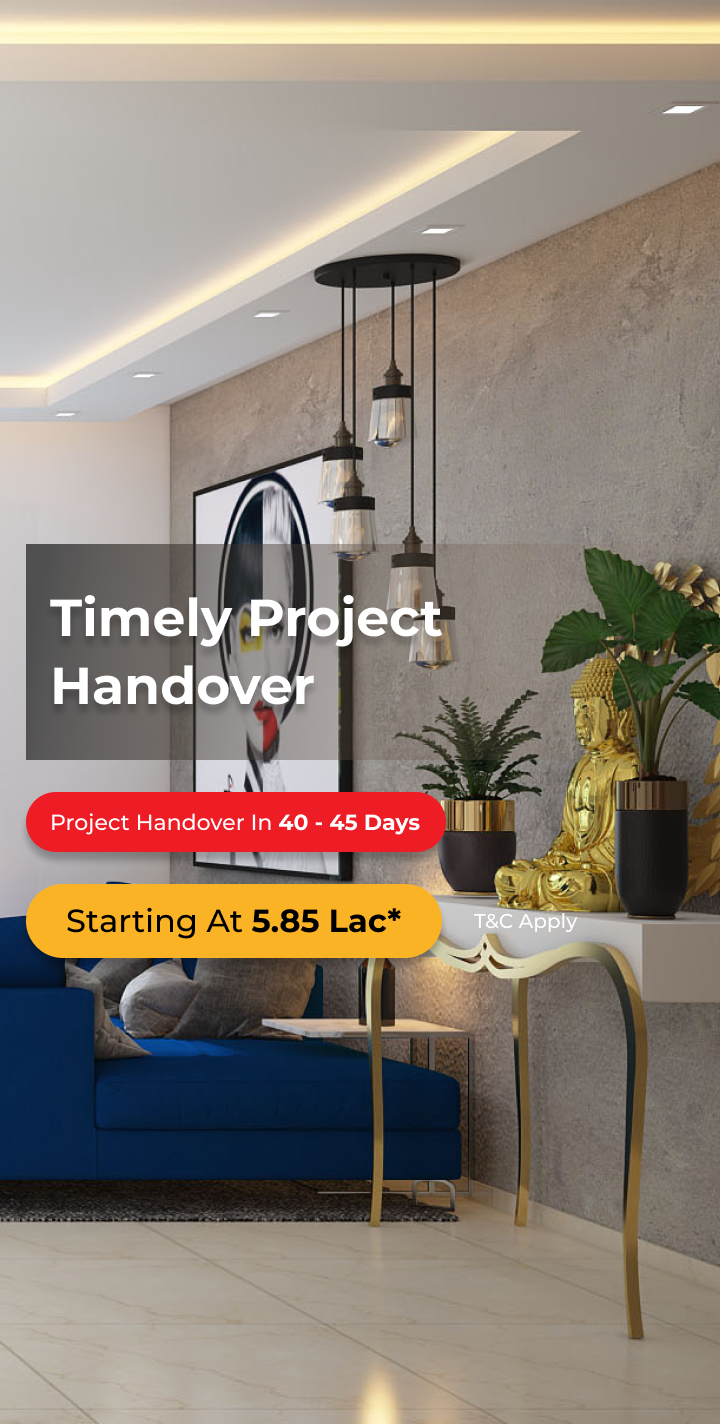 Timely Project
Handover
Project Handover In 40 - 45 Days
Starting At 5.85 Lac*
T&C Apply